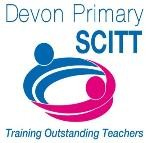 Devon Primary
SCITT
Training Outstanding Teachers